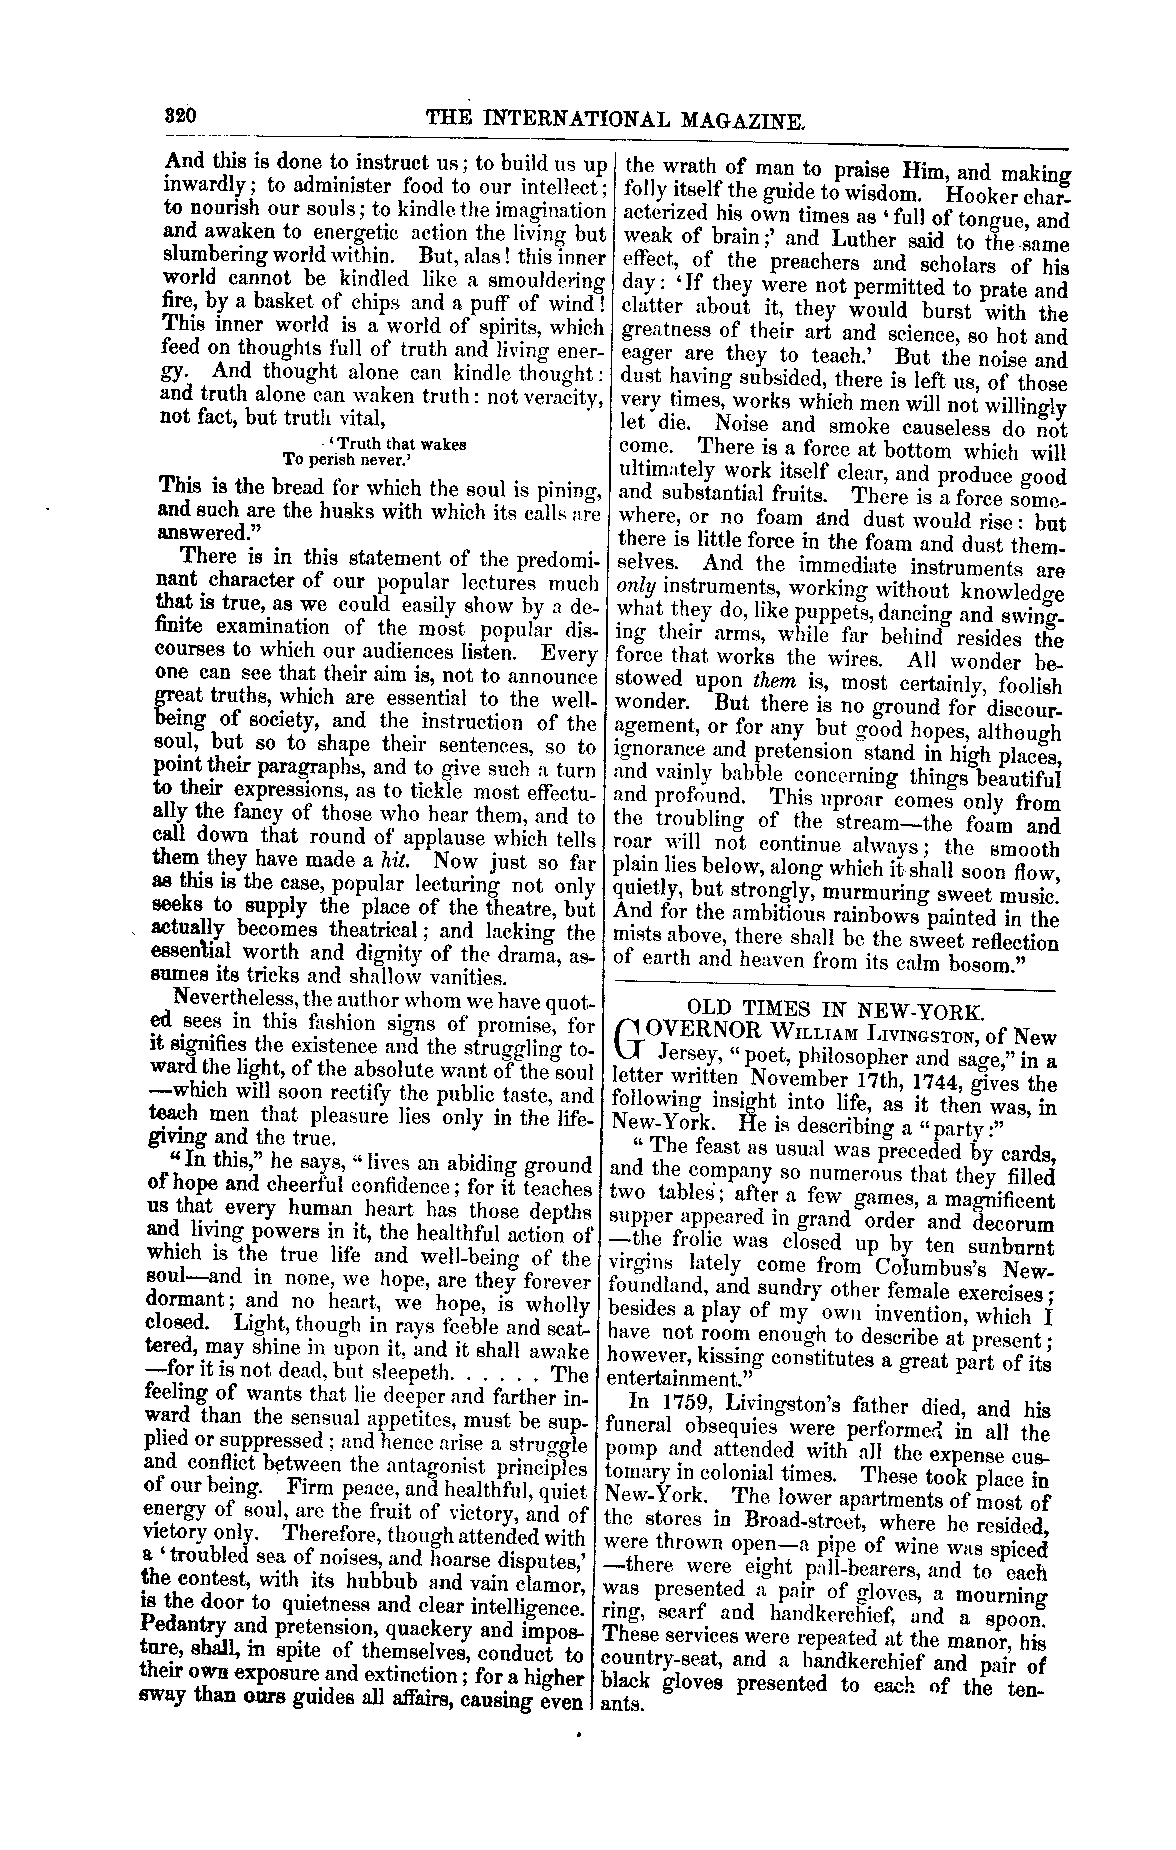 320
THE INTERNATIONAL MAGAZINE.
And this is done to instruct us; to build us up
inwardly; to administer food to our intellect;
to nourish our souls; to kindle the imagination
and awaken to energetic action the living but
slumbering world within. But, alas! this inner
world cannot be kindled like a smouldering
fire, by a basket of chips and a puff of wind!
This inner world is a world of spirits, which
feed on thoughts full of truth and living ener-
gy. And thought alone can kindle thought:
and truth alone can waken truth: not veracity,
not fact, but truth vital,
‘Truth that wakes
To perish never.’
This is the bread for which the soul is pining,
and such are the husks with which its calls are
answered.”
There is in this statement of the predomi-
nant character of our popular lectures much
that is true, as we could easily show by a de-
finite examination of the most popular dis-
courses to which our audiences listen. Every
one can see that their aim is, not to announce
great truths, which are essential to the well-
being of society, and the instruction of the
soul, but so to shape their sentences, so to
point their paragraphs, and to give such a turn
to their expressions, as to tickle most effectu-
ally the fancy of those who hear them, and to
call down that round of applause which tells
them they have made a hit. Now just so far
as this is the case, popular lecturing not only
seeks to supply the place of the theatre, but
actually becomes theatrical; and lacking the
essential worth and dignity of the drama, as-
sumes its tricks and shallow vanities.
Nevertheless, the author whom we have quot-
ed sees in this fashion signs of promise, for
it signifies the existence and the struggling to-
ward the light, of the absolute want of the soul
—which will soon rectify the public taste, and
teach men that pleasure lies only in the life-
giving and the true.
“In this,” he says, “lives an abiding ground
of hope and cheerful confidence; for it teaches
us that every human heart has those depths
and living powers in it, the healthful action of
which is the true life and well-being of the
soul—and in none, we hope, are they forever
dormant; and no heart, we hope, is wholly
closed. Light, though in rays feeble and scat-
tered, may shine in upon it, and it shall awake
—for it is not dead, but sleepeth. . . . . . . The
feeling of wants that lie deeper and farther in-
ward than the sensual appetites, must be sup-
plied or suppressed; and hence arise a struggle
and conflict between the antagonist principles
of our being. Firm peace, and healthful, quiet
energy of soul, are the fruit of victory, and of
victory only. Therefore, though attended with
a ‘troubled sea of noises, and hoarse disputes,’
the contest, with its hubbub and vain clamor,
is the door to quietness and clear intelligence.
Pedantry and pretension, quackery and impos-
ture, shall, in spite of themselves, conduct to
their own exposure and extinction; for a higher
sway than ours guides all affairs, causing even
the wrath of man to praise Him, and making
folly itself the guide to wisdom. Hooker char-
acterized his own times as ‘full of tongue, and
weak of brain;’ and Luther said to the same
effect, of the preachers and scholars of his
day: ‘If they were not permitted to prate and
clatter about it, they would burst with the
greatness of their art and science, so hot and
eager are they to teach.’ But the noise and
dust having subsided, there is left us, of those
very times, works which men will not willingly
let die. Noise and smoke causeless do not
come. There is a force at bottom which will
ultimately work itself clear, and produce good
and substantial fruits. There is a force some-
where, or no foam and dust would rise: but
there is little force in the foam and dust them-
selves. And the immediate instruments are
only instruments, working without knowledge
what they do, like puppets, dancing and swing-
ing their arms, while far behind resides the
force that works the wires. All wonder be-
stowed upon them is, most certainly, foolish
wonder. But there is no ground for discour-
agement, or for any but good hopes, although
ignorance and pretension stand in high places,
and vainly babble concerning things beautiful
and profound. This uproar comes only from
the troubling of the stream—the foam and
roar will not continue always; the smooth
plain lies below, along which it shall soon flow,
quietly, but strongly, murmuring sweet music.
And for the ambitious rainbows painted in the
mists above, there shall be the sweet reflection
of earth and heaven from its calm bosom.”
OLD TIMES IN NEW-YORK.
GOVERNOR WILLIAM LIVINGSTON, of New
Jersey, “poet, philosopher and sage,” in a
letter written November 17th, 1744, gives the
following insight into life, as it then was, in
New-York. He is describing a “party:”
“The feast as usual was preceded by cards,
and the company so numerous that they filled
two tables; after a few games, a magnificent
supper appeared in grand order and decorum
—the frolic was closed up by ten sunburnt
virgins lately come from Columbus's New-
foundland, and sundry other female exercises;
besides a play of my own invention, which I
have not room enough to describe at present;
however, kissing constitutes a great part of its
entertainment.”
In 1759, Livingston's father died, and his
funeral obsequies were performed in all the
pomp and attended with all the expense cus-
tomary in colonial times. These took place in
New-York. The lower apartments of most of
the stores in Broad-street, where he resided,
were thrown open—a pipe of wine was spiced
—there were eight pall-bearers, and to each
was presented a pair of gloves, a mourning
ring, scarf and handkerchief, and a spoon.
These services were repeated at the manor, his
country-seat, and a handkerchief and pair of
black gloves presented to each of the ten-
ants.